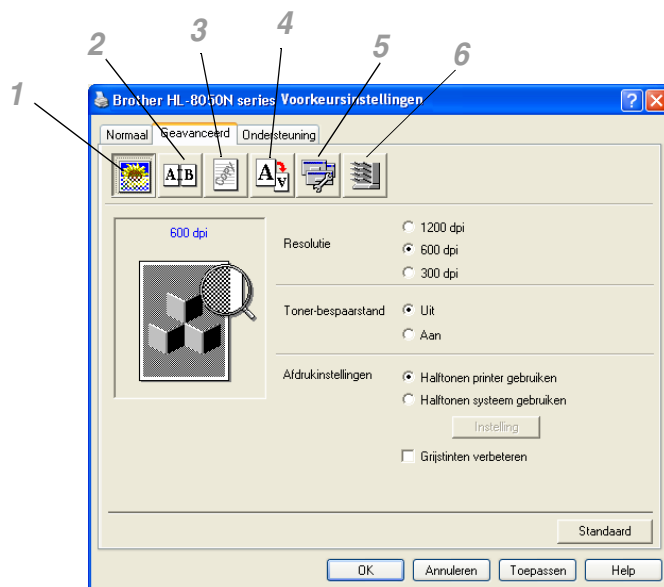 1 2 3 4 5 6
Brother HL-8050N series Voorkeursinstellingen
Normaal Geavanceerd Ondersteuning
A B A A
600 dpi
Resolutie
1200 dpi
600 dpi
300 dpi
Toner-bespaarstand
Uit
Aan
Afdrukinstellingen
Halftonen printer gebruiken
Halftonen systeem gebruiken
Instelling
Grijstinten verbeteren
Standaard
OK Annuleren Toepassen Help